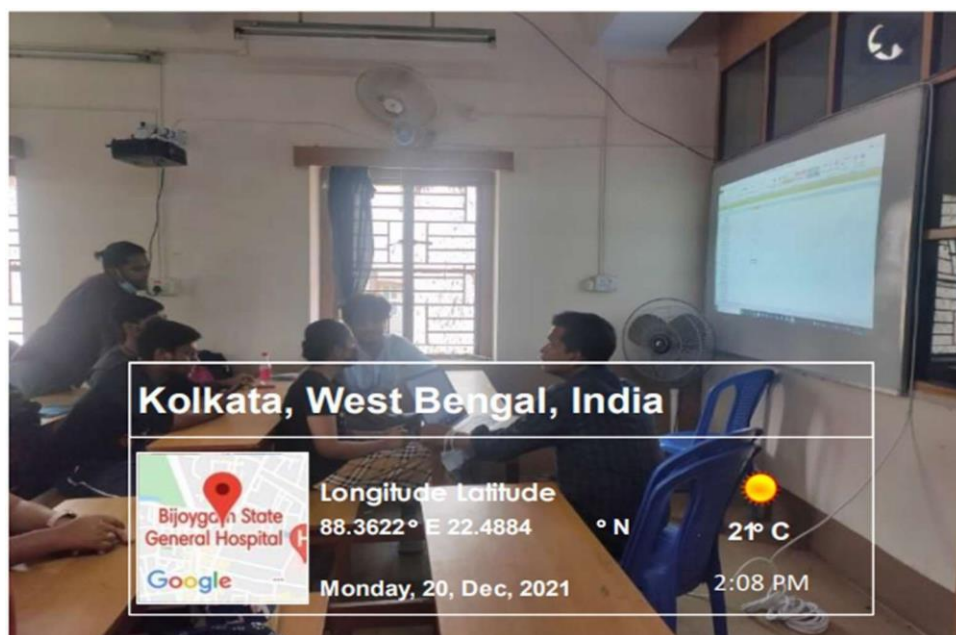 Kolkata, West Bengal, India
Bijoygarh State
General Hospital
Google
Longitude Latitude
88.3622° E 22.4884 ° N
Monday, 20, Dec, 2021
21° C
2:08 PM